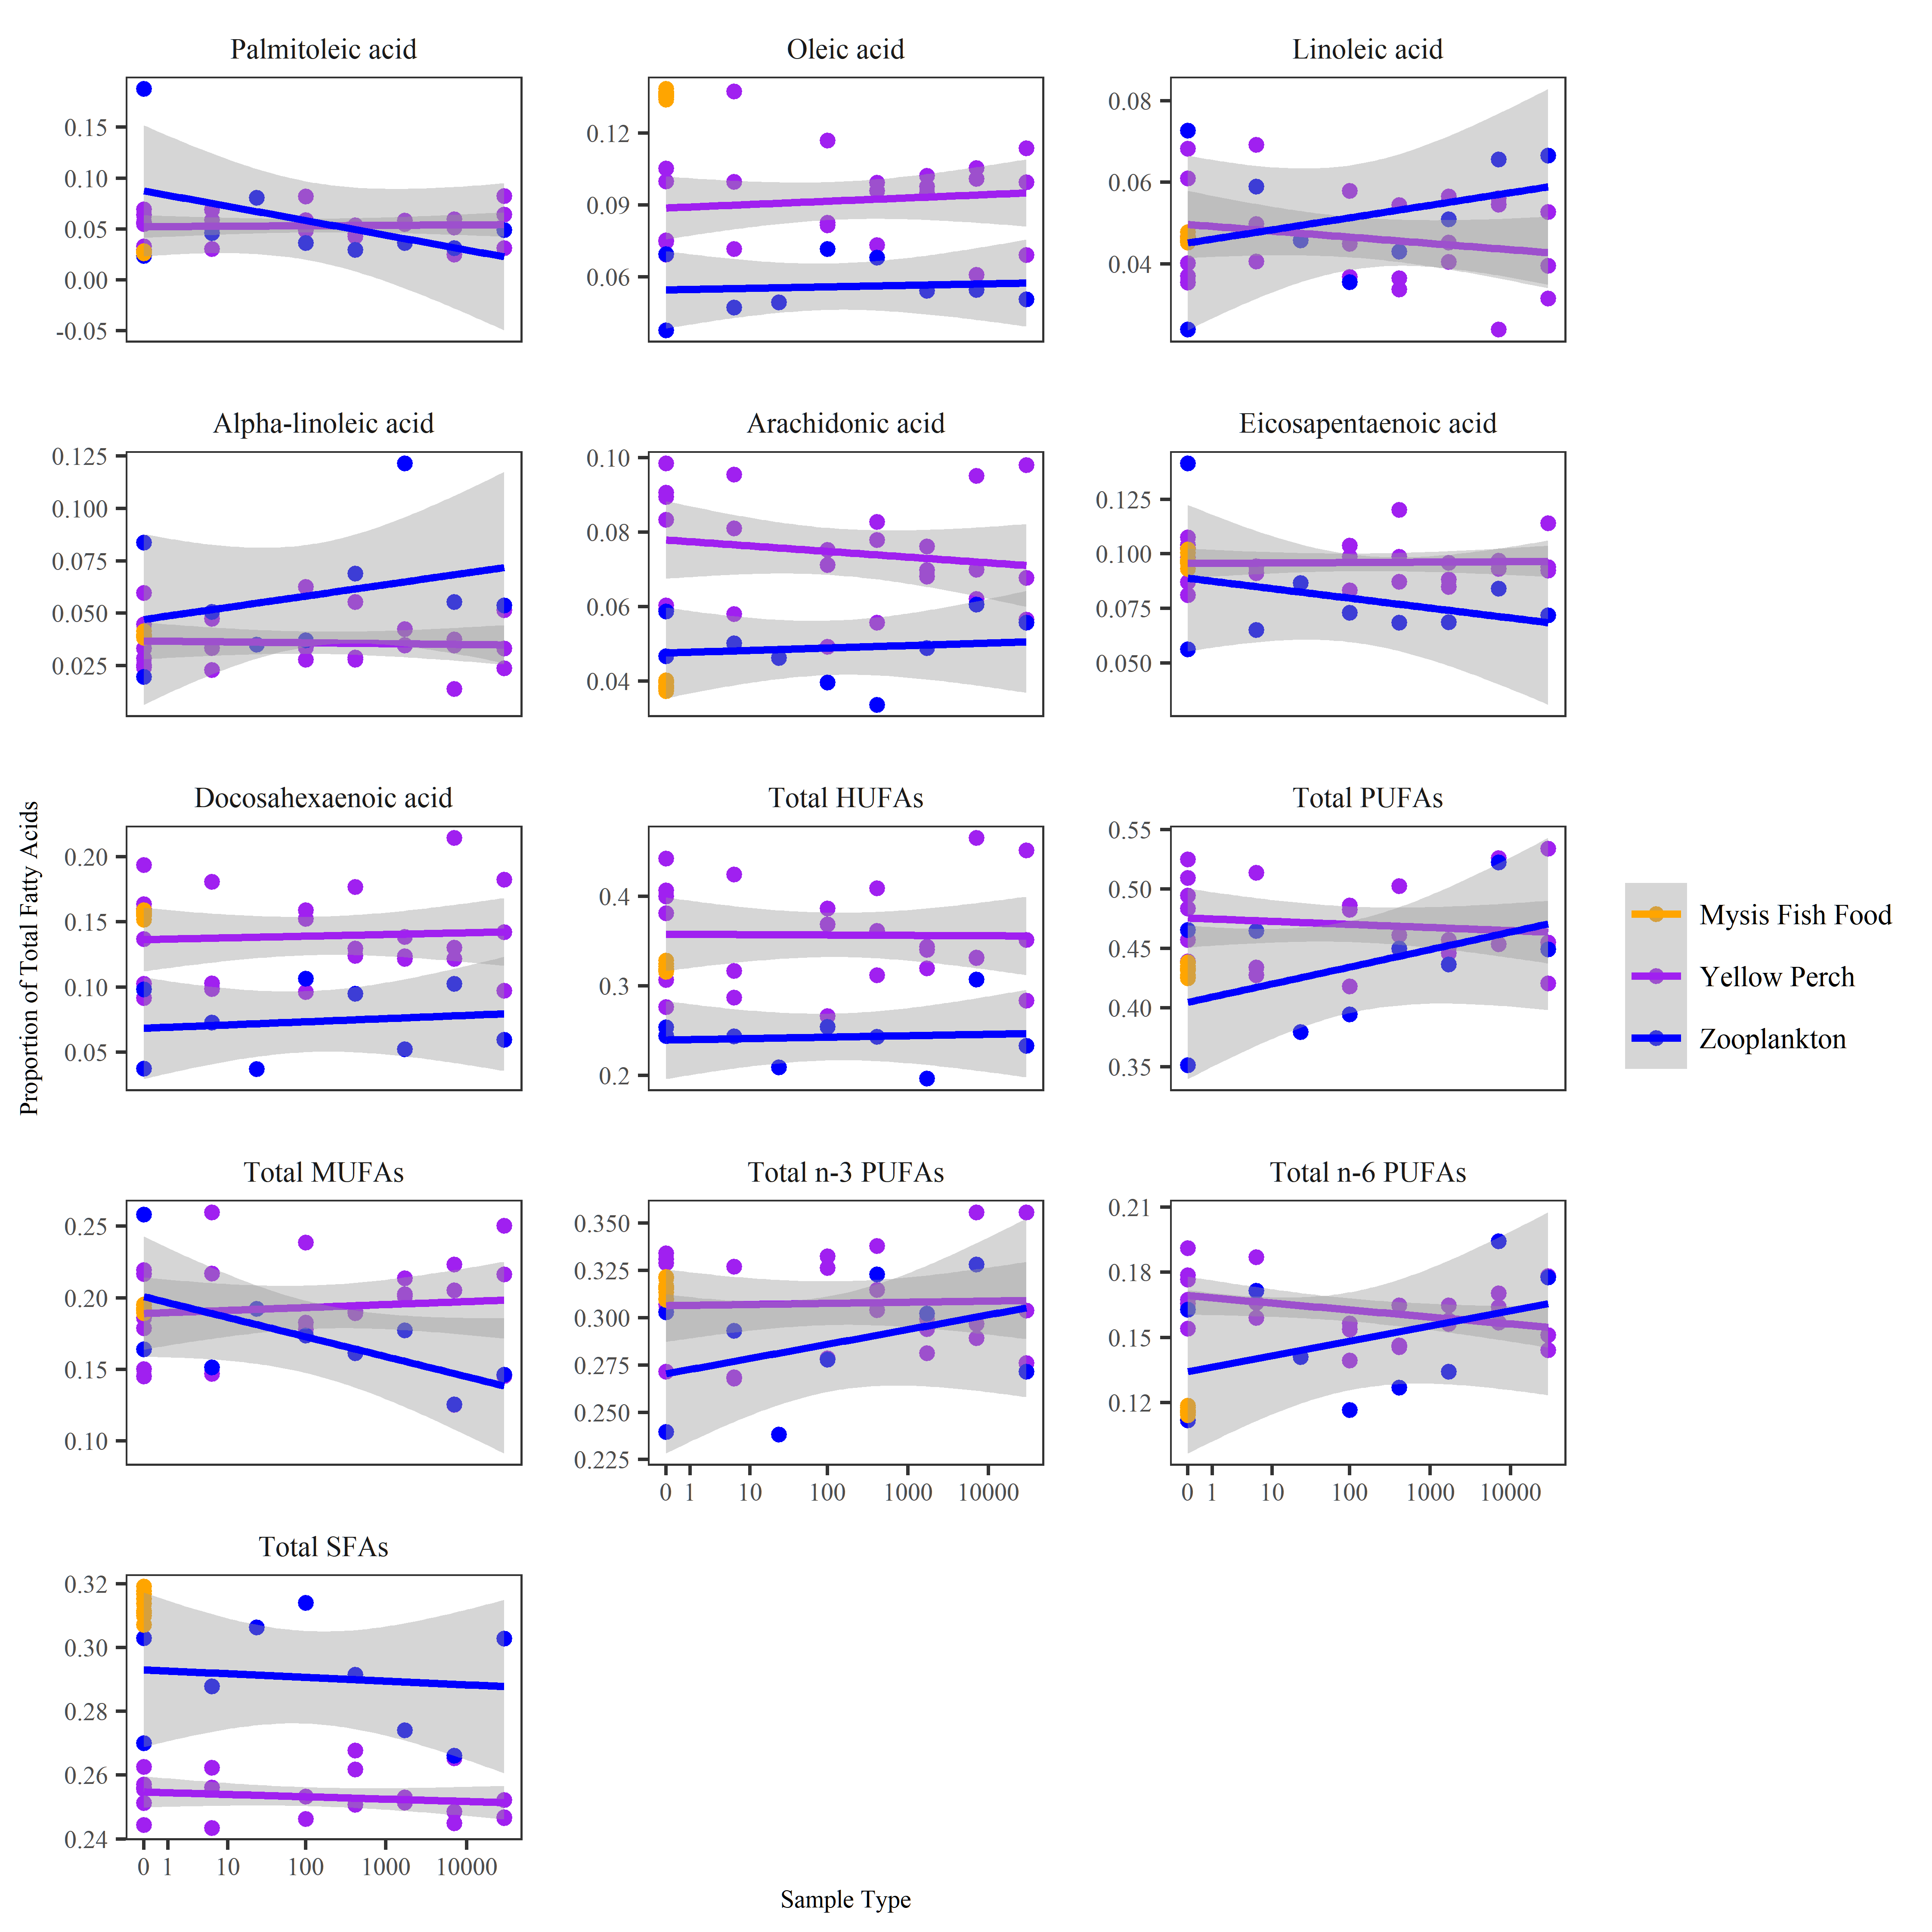 Palmitoleic acid
0.15
0.10
0.05
0.00
-0.05
Oleic acid
0.12
0.09
0.06
Linoleic acid
0.08
0.06
0.04
Alpha-linoleic acid
0.125
0.100
0.075
0.050
0.025
Arachidonic acid
0.10
0.08
0.06
0.04
Eicosapentaenoic acid
0.125
0.100
0.075
0.050
Docosahexaenoic acid
0.20
0.15
0.10
0.05
Total HUFAs
0.4
0.3
0.2
Total PUFAs
0.55
0.50
0.45
0.40
0.35
Total MUFAs
0.25
0.20
0.15
0.10
Total n-3 PUFAs
0.350
0.325
0.300
0.275
0.250
0.225
0 1 10 100 1000 10000
Total n-6 PUFAs
0.21
0.18
0.15
0.12
0 1 10 100 1000 10000
Total SFAs
0.32
0.30
0.28
0.26
0.24
0 1 10 100 1000 10000
Proportion of Total Fatty Acids
Sample Type
Mysis Fish Food
Yellow Perch
Zooplankton